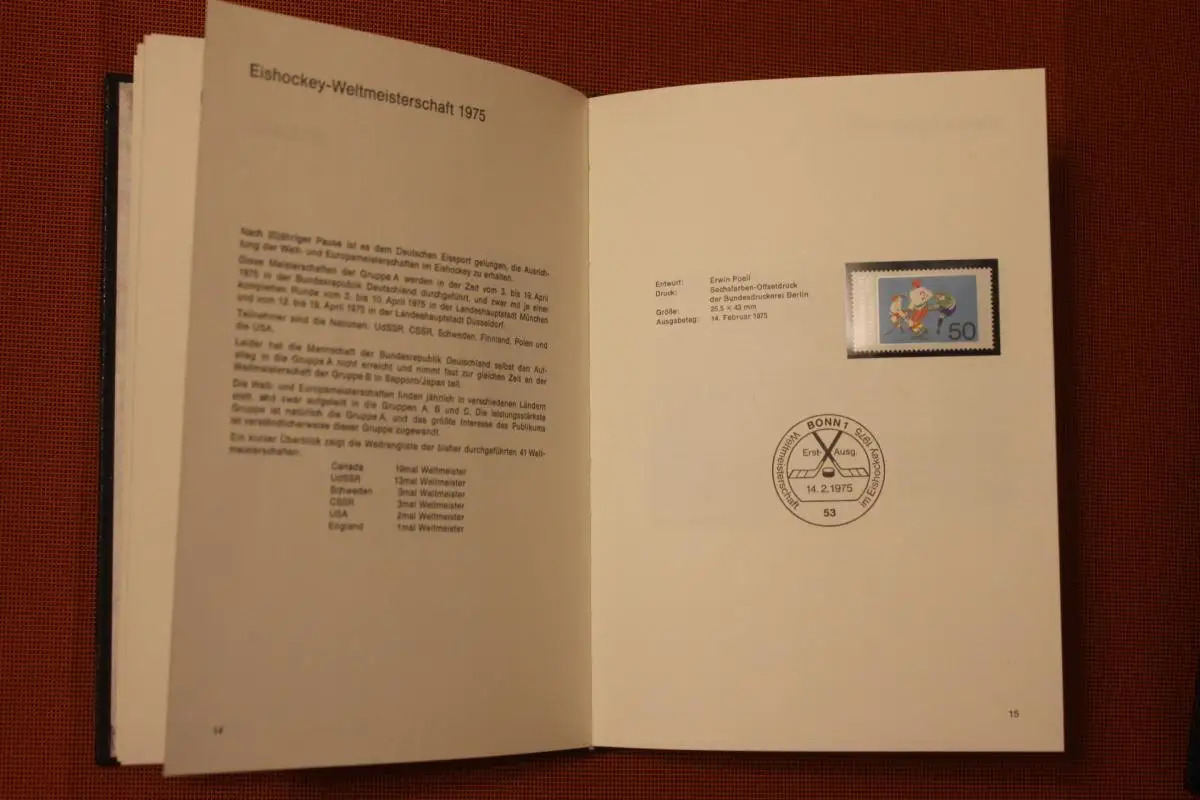 Eishockey-Weltmeisterschaft 1975
Nach 20jähriger Pause ist es dem Deutschen Eissport gelungen, die Ausrich-
tung der Welt- und Europameisterschaften im Eishockey zu erhalten.
Diese Meisterschaften der Gruppe A werden in der Zeit vom 3. bis 19. April
1975 in der Bundesrepublik Deutschland durchgeführt, und zwar mit je einer
kompletten Runde vom 3. bis 10. April 1975 in der Landeshauptstadt München
und vom 12. bis 19. April 1975 in der Landeshauptstadt Düsseldorf.
Teilnehmer sind die Nationen: UdSSR, CSSR, Schweden, Finnland, Polen und
die USA.
Leider hat die Mannschaft der Bundesrepublik Deutschland selbst den Auf-
stieg in die Gruppe A nicht erreicht und nimmt fast zur gleichen Zeit an der
Weltmeisterschaft der Gruppe B in Sapporo/Japan teil.
Die Welt- und Europameisterschaften finden jährlich in verschiedenen Ländern
statt, und zwar aufgeteilt in die Gruppen A, B und C. Die leistungsstärkste
Gruppe ist natürlich die Gruppe A, und das größte Interesse des Publikums
ist verständlicherweise dieser Gruppe zugewandt.
Ein kurzer Überblick zeigt die Weltrangliste der bisher durchgeführten 41 Welt-
meisterschaften:
Canada 19mal Weltmeister
UdSSR 13mal Weltmeister
Schweden 3mal Weltmeister
CSSR 3mal Weltmeister
USA 2mal Weltmeister
England 1mal Weltmeister
14
Entwurf: Erwin Poell
Druck: Sechsfarben-Offsetdruck
der Bundesdruckerei Berlin
Größe: 25,5 × 43 mm
Ausgabetag: 14. Februar 1975
50
BONN 1
Weltmeisterschaft im Eishockey 1975
Erst- Ausg.
14.2.1975
53
15